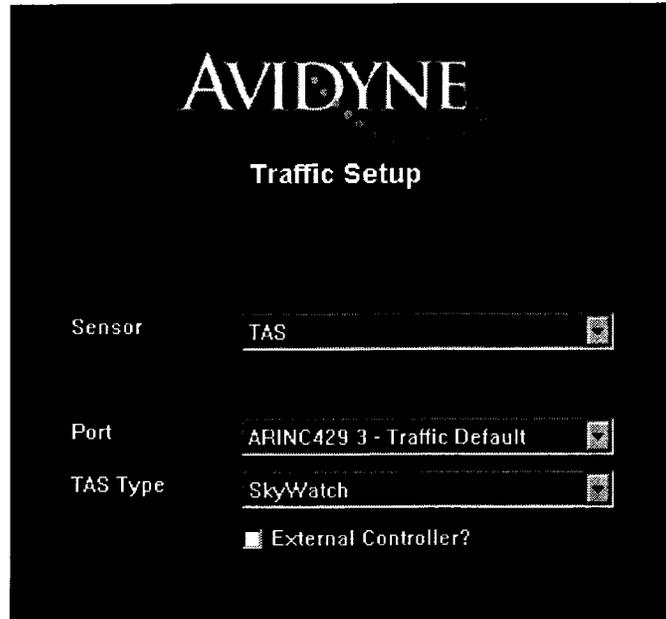 AVIDYNE
Traffic Setup
Sensor
TAS
Port
ARINC429 3 - Traffic Default
TAS Type
SkyWatch
External Controller?